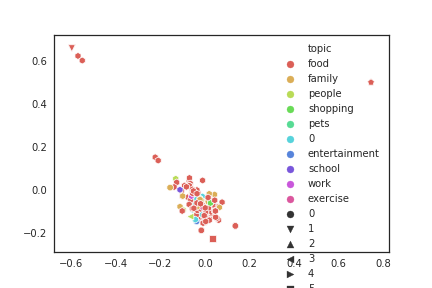 topic
food
family
people
shopping
pets
0
entertainment
school
work
exercise
0
1
2
3
4
5
0.6
0.4
0.2
0.0
−0.2
−0.6
−0.4
−0.2
0.0
0.2
0.4
0.6
0.8